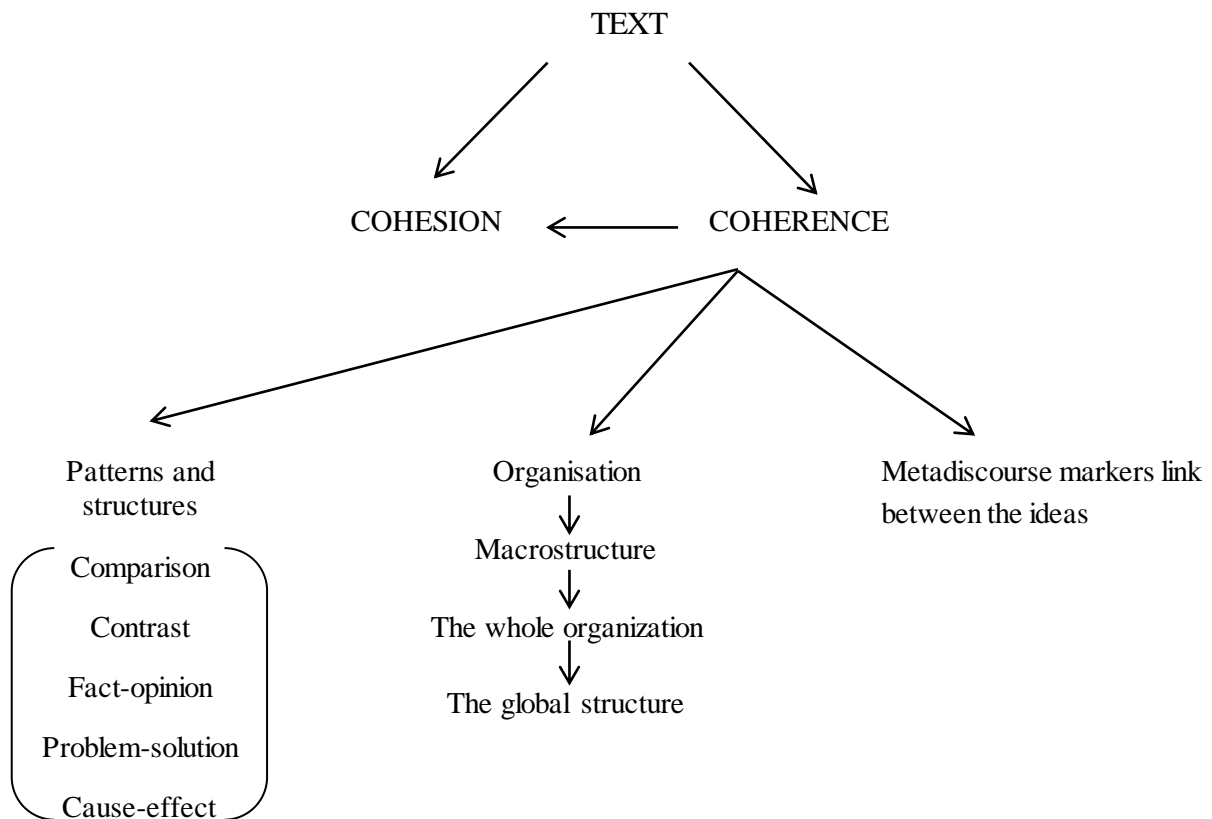 TEXT
COHESION
COHERENCE
Patterns and
structures
Comparison
Contrast
Fact-opinion
Problem-solution
Cause-effect
Organisation
Macrostructure
The whole organization
The global structure
Metadiscourse markers link
between the ideas